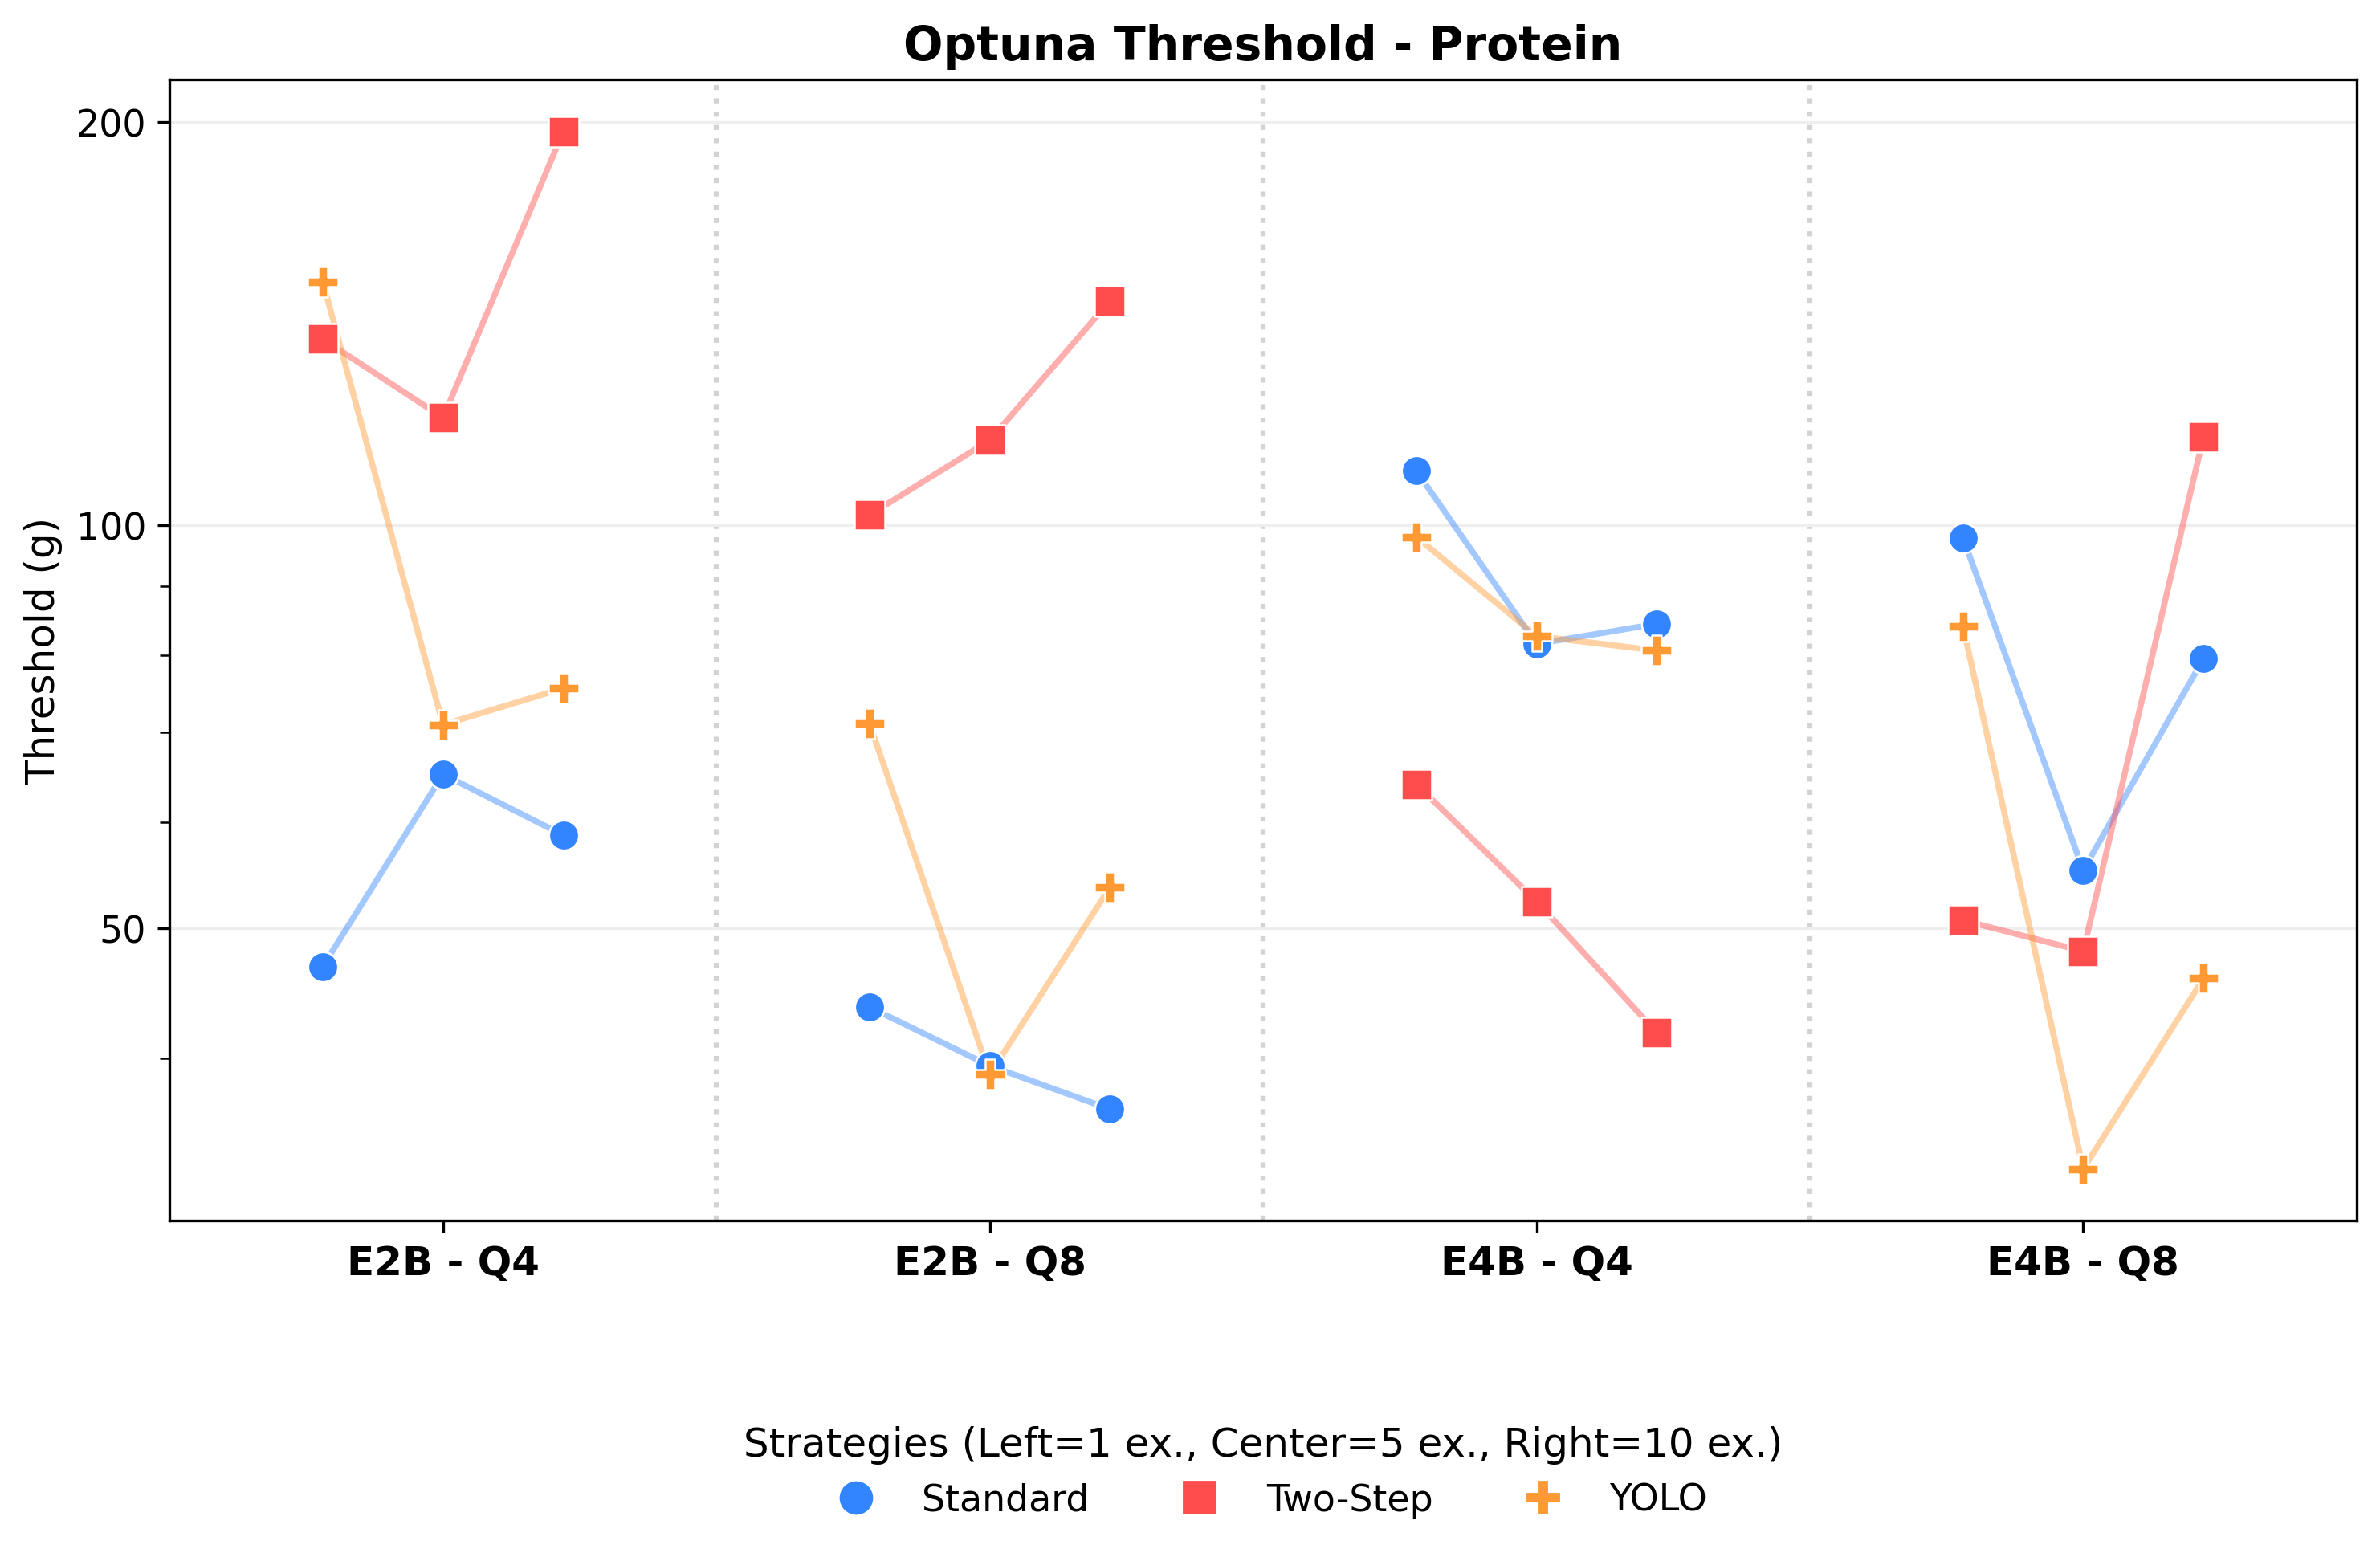 Optuna Threshold - Protein
Threshold (g)
200
100
50
E2B - Q4
E2B - Q8
E4B - Q4
E4B - Q8
Strategies (Left=1 ex., Center=5 ex., Right=10 ex.)
Standard
Two-Step
YOLO